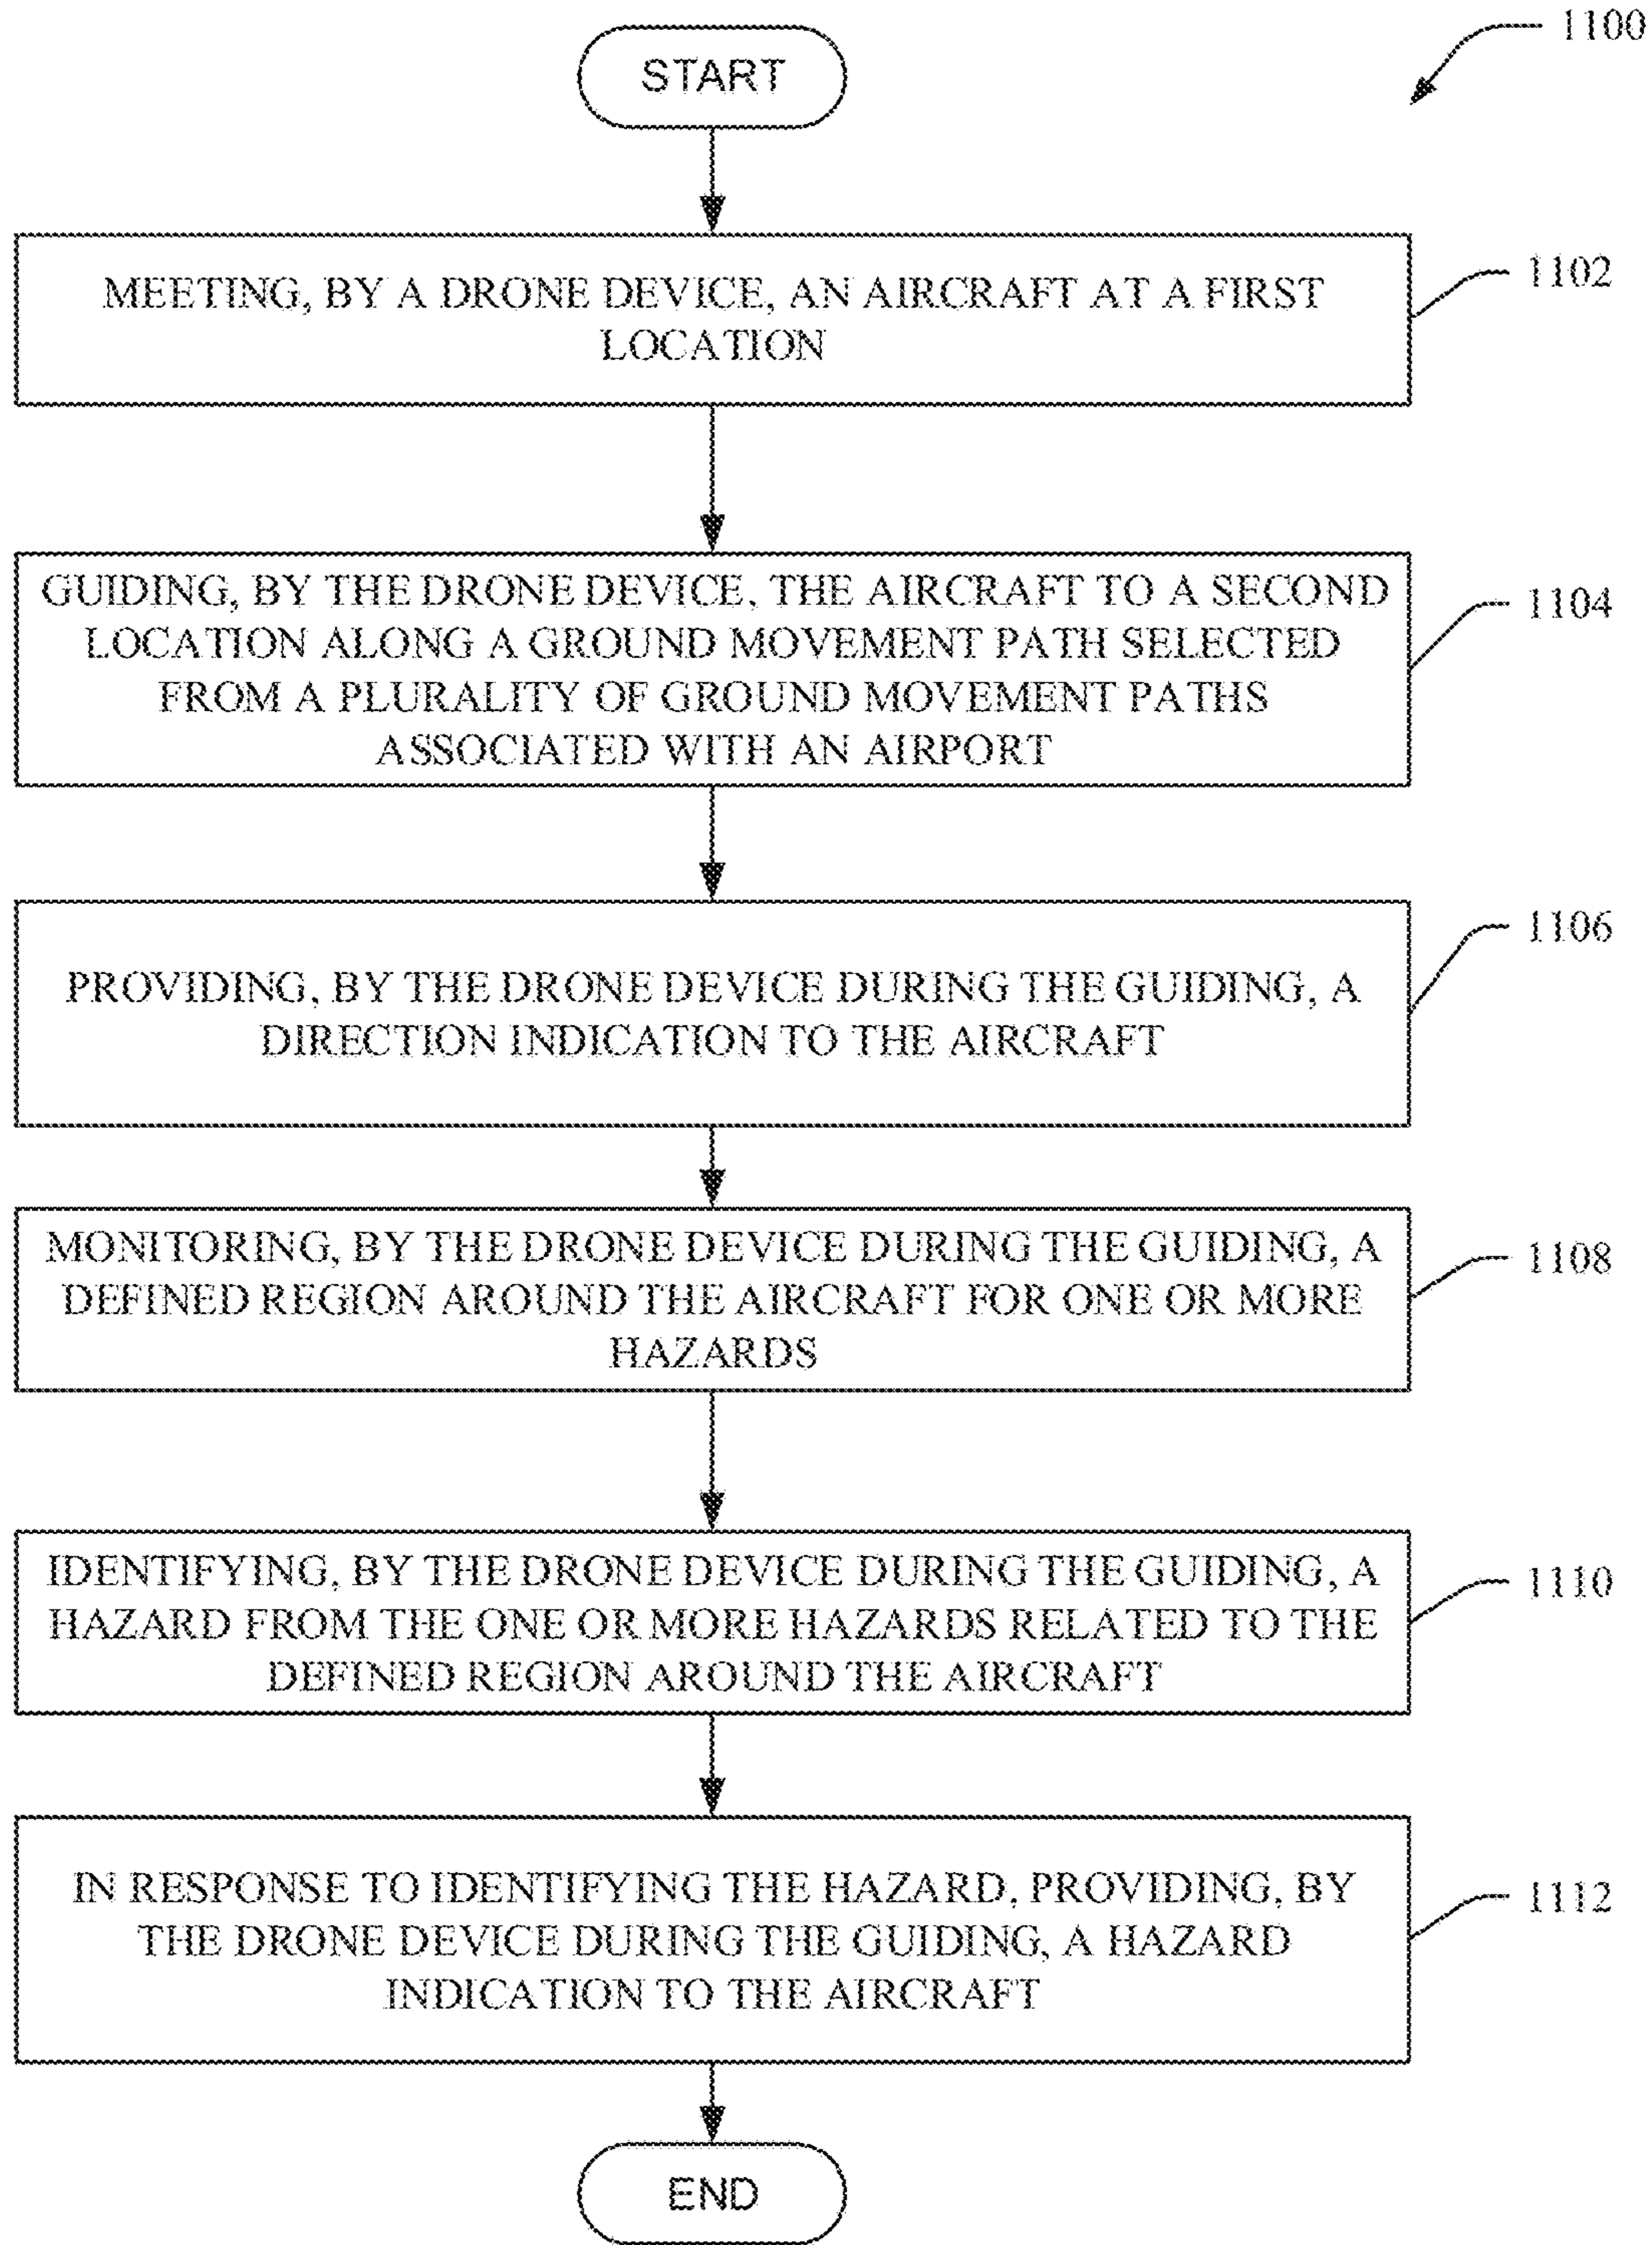 1100
START
MEETING, BY A DRONE DEVICE, AN AIRCRAFT AT A FIRST
LOCATION
1102
GUIDING, BY THE DRONE DEVICE, THE AIRCRAFT TO A SECOND
LOCATION ALONG A GROUND MOVEMENT PATH SELECTED
FROM A PLURALITY OF GROUND MOVEMENT PATHS
ASSOCIATED WITH AN AIRPORT
1104
PROVIDING, BY THE DRONE DEVICE DURING THE GUIDING, A
DIRECTION INDICATION TO THE AIRCRAFT
1106
MONITORING, BY THE DRONE DEVICE DURING THE GUIDING, A
DEFINED REGION AROUND THE AIRCRAFT FOR ONE OR MORE
HAZARDS
1108
IDENTIFYING, BY THE DRONE DEVICE DURING THE GUIDING, A
HAZARD FROM THE ONE OR MORE HAZARDS RELATED TO THE
DEFINED REGION AROUND THE AIRCRAFT
1110
IN RESPONSE TO IDENTIFYING THE HAZARD, PROVIDING, BY
THE DRONE DEVICE DURING THE GUIDING, A HAZARD
INDICATION TO THE AIRCRAFT
1112
END